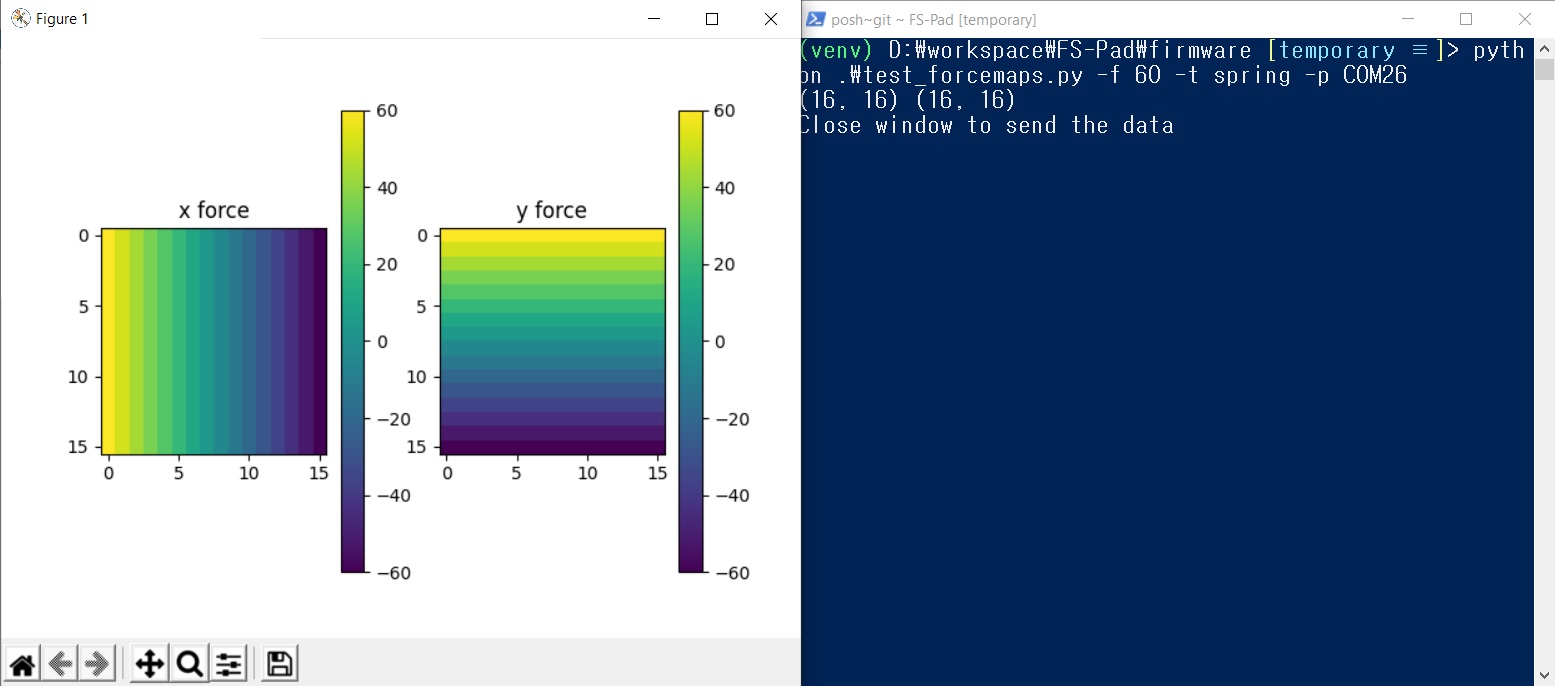 Figure 1
x force
0
5
10
15
0 5 10 15
60
40
20
0
−20
−40
−60
y force
0
5
10
15
0 5 10 15
60
40
20
0
−20
−40
−60
posh~git ~ FS-Pad [temporary]
(venv) D:₩workspace₩FS-Pad₩firmware [temporary ≡]> pyth
on .₩test_forcemaps.py -f 60 -t spring -p COM26
(16, 16) (16, 16)
Close window to send the data